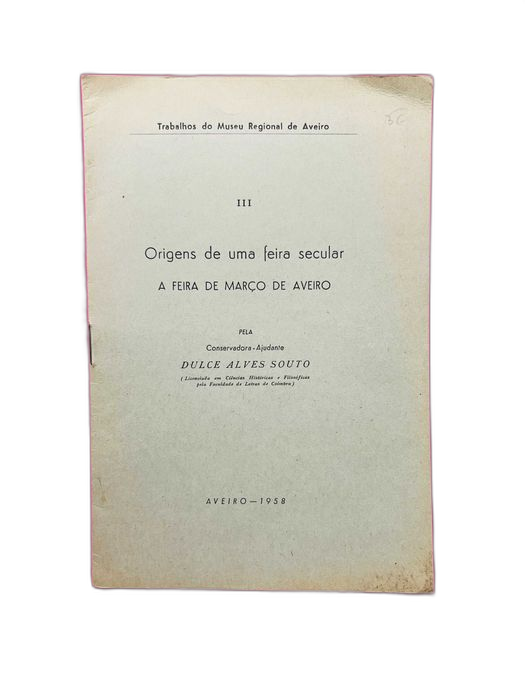 Trabalhos do Museu Regional de Aveiro
III
Origens de uma feira secular
A FEIRA DE MARÇO DE AVEIRO
PELA
Conservadora-Ajudante
DULCE ALVES SOUTO
(Licenciada em Ciências Históricas e Filosóficas
pela Faculdade de Letras de Coimbra)
AVEIRO—1958